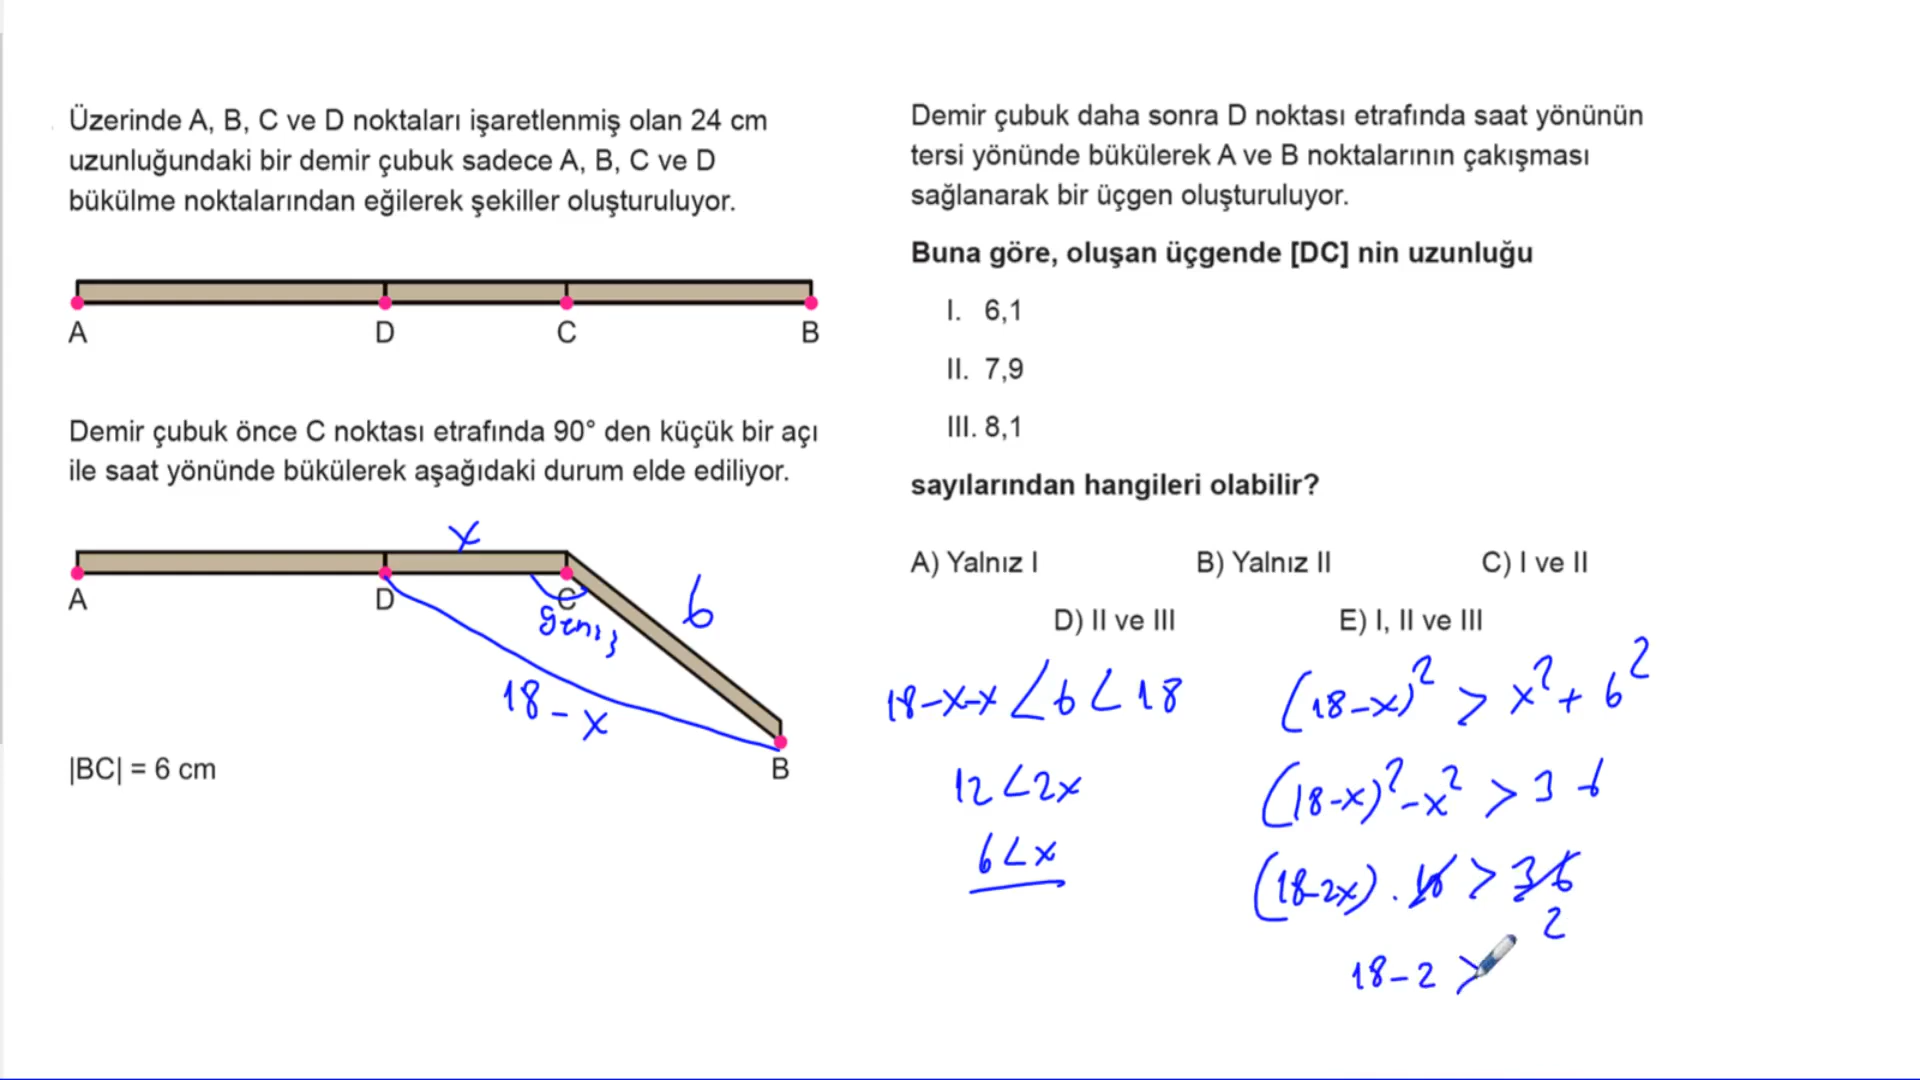 Üzerinde A, B, C ve D noktaları işaretlenmiş olan 24 cm
uzunluğundaki bir demir çubuk sadece A, B, C ve D
bükülme noktalarından eğilerek şekiller oluşturuluyor.
A D C B
Demir çubuk önce C noktası etrafında 90° den küçük bir açı
ile saat yönünde bükülerek aşağıdaki durum elde ediliyor.
x
A D C
6
geniş
18-x
B
|BC| = 6 cm
Demir çubuk daha sonra D noktası etrafında saat yönünün
tersi yönünde bükülerek A ve B noktalarının çakışması
sağlanarak bir üçgen oluşturuluyor.
Buna göre, oluşan üçgende [DC] nin uzunluğu
I. 6,1
II. 7,9
III. 8,1
sayılarından hangileri olabilir?
A) Yalnız I B) Yalnız II C) I ve II
D) II ve III E) I, II ve III
18-x-x<6<18
12<2x
6<x
(18-x)²>x²+6²
(18-x)²-x²>36
(18-2x).18>36
2
18-2>